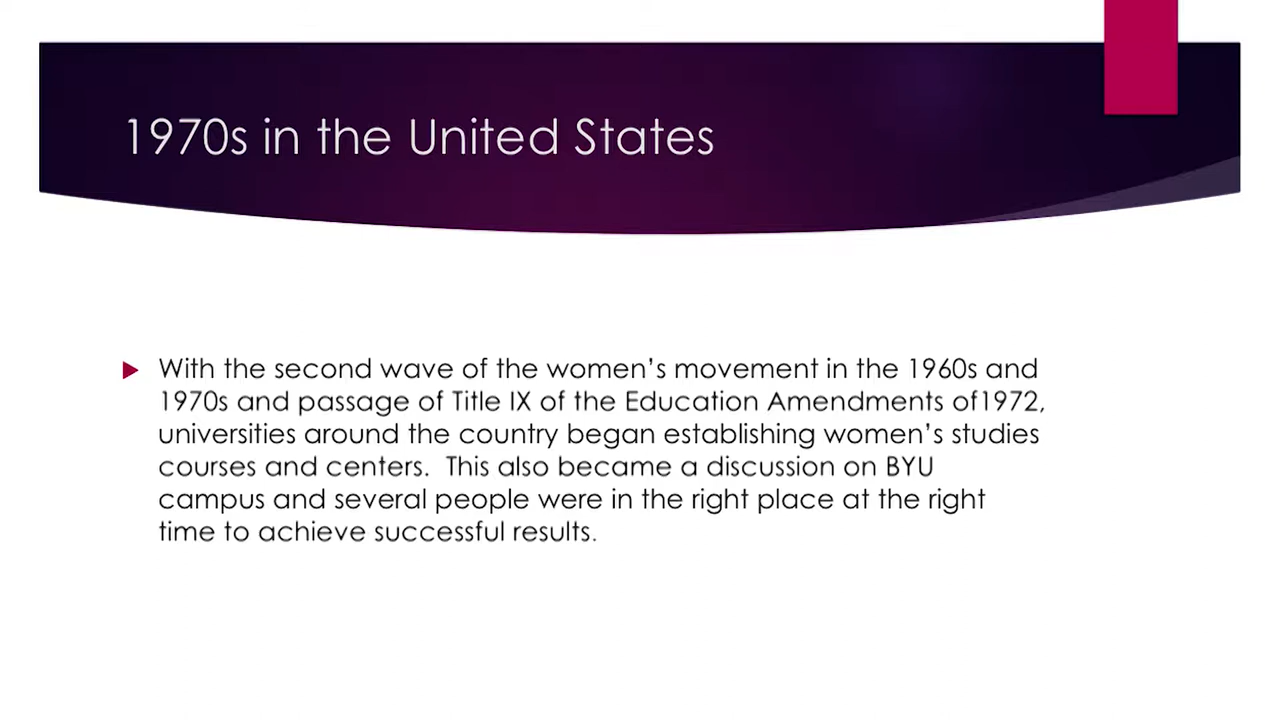 1970s in the United States
With the second wave of the women’s movement in the 1960s and
1970s and passage of Title IX of the Education Amendments of1972,
universities around the country began establishing women’s studies
courses and centers.  This also became a discussion on BYU
campus and several people were in the right place at the right
time to achieve successful results.